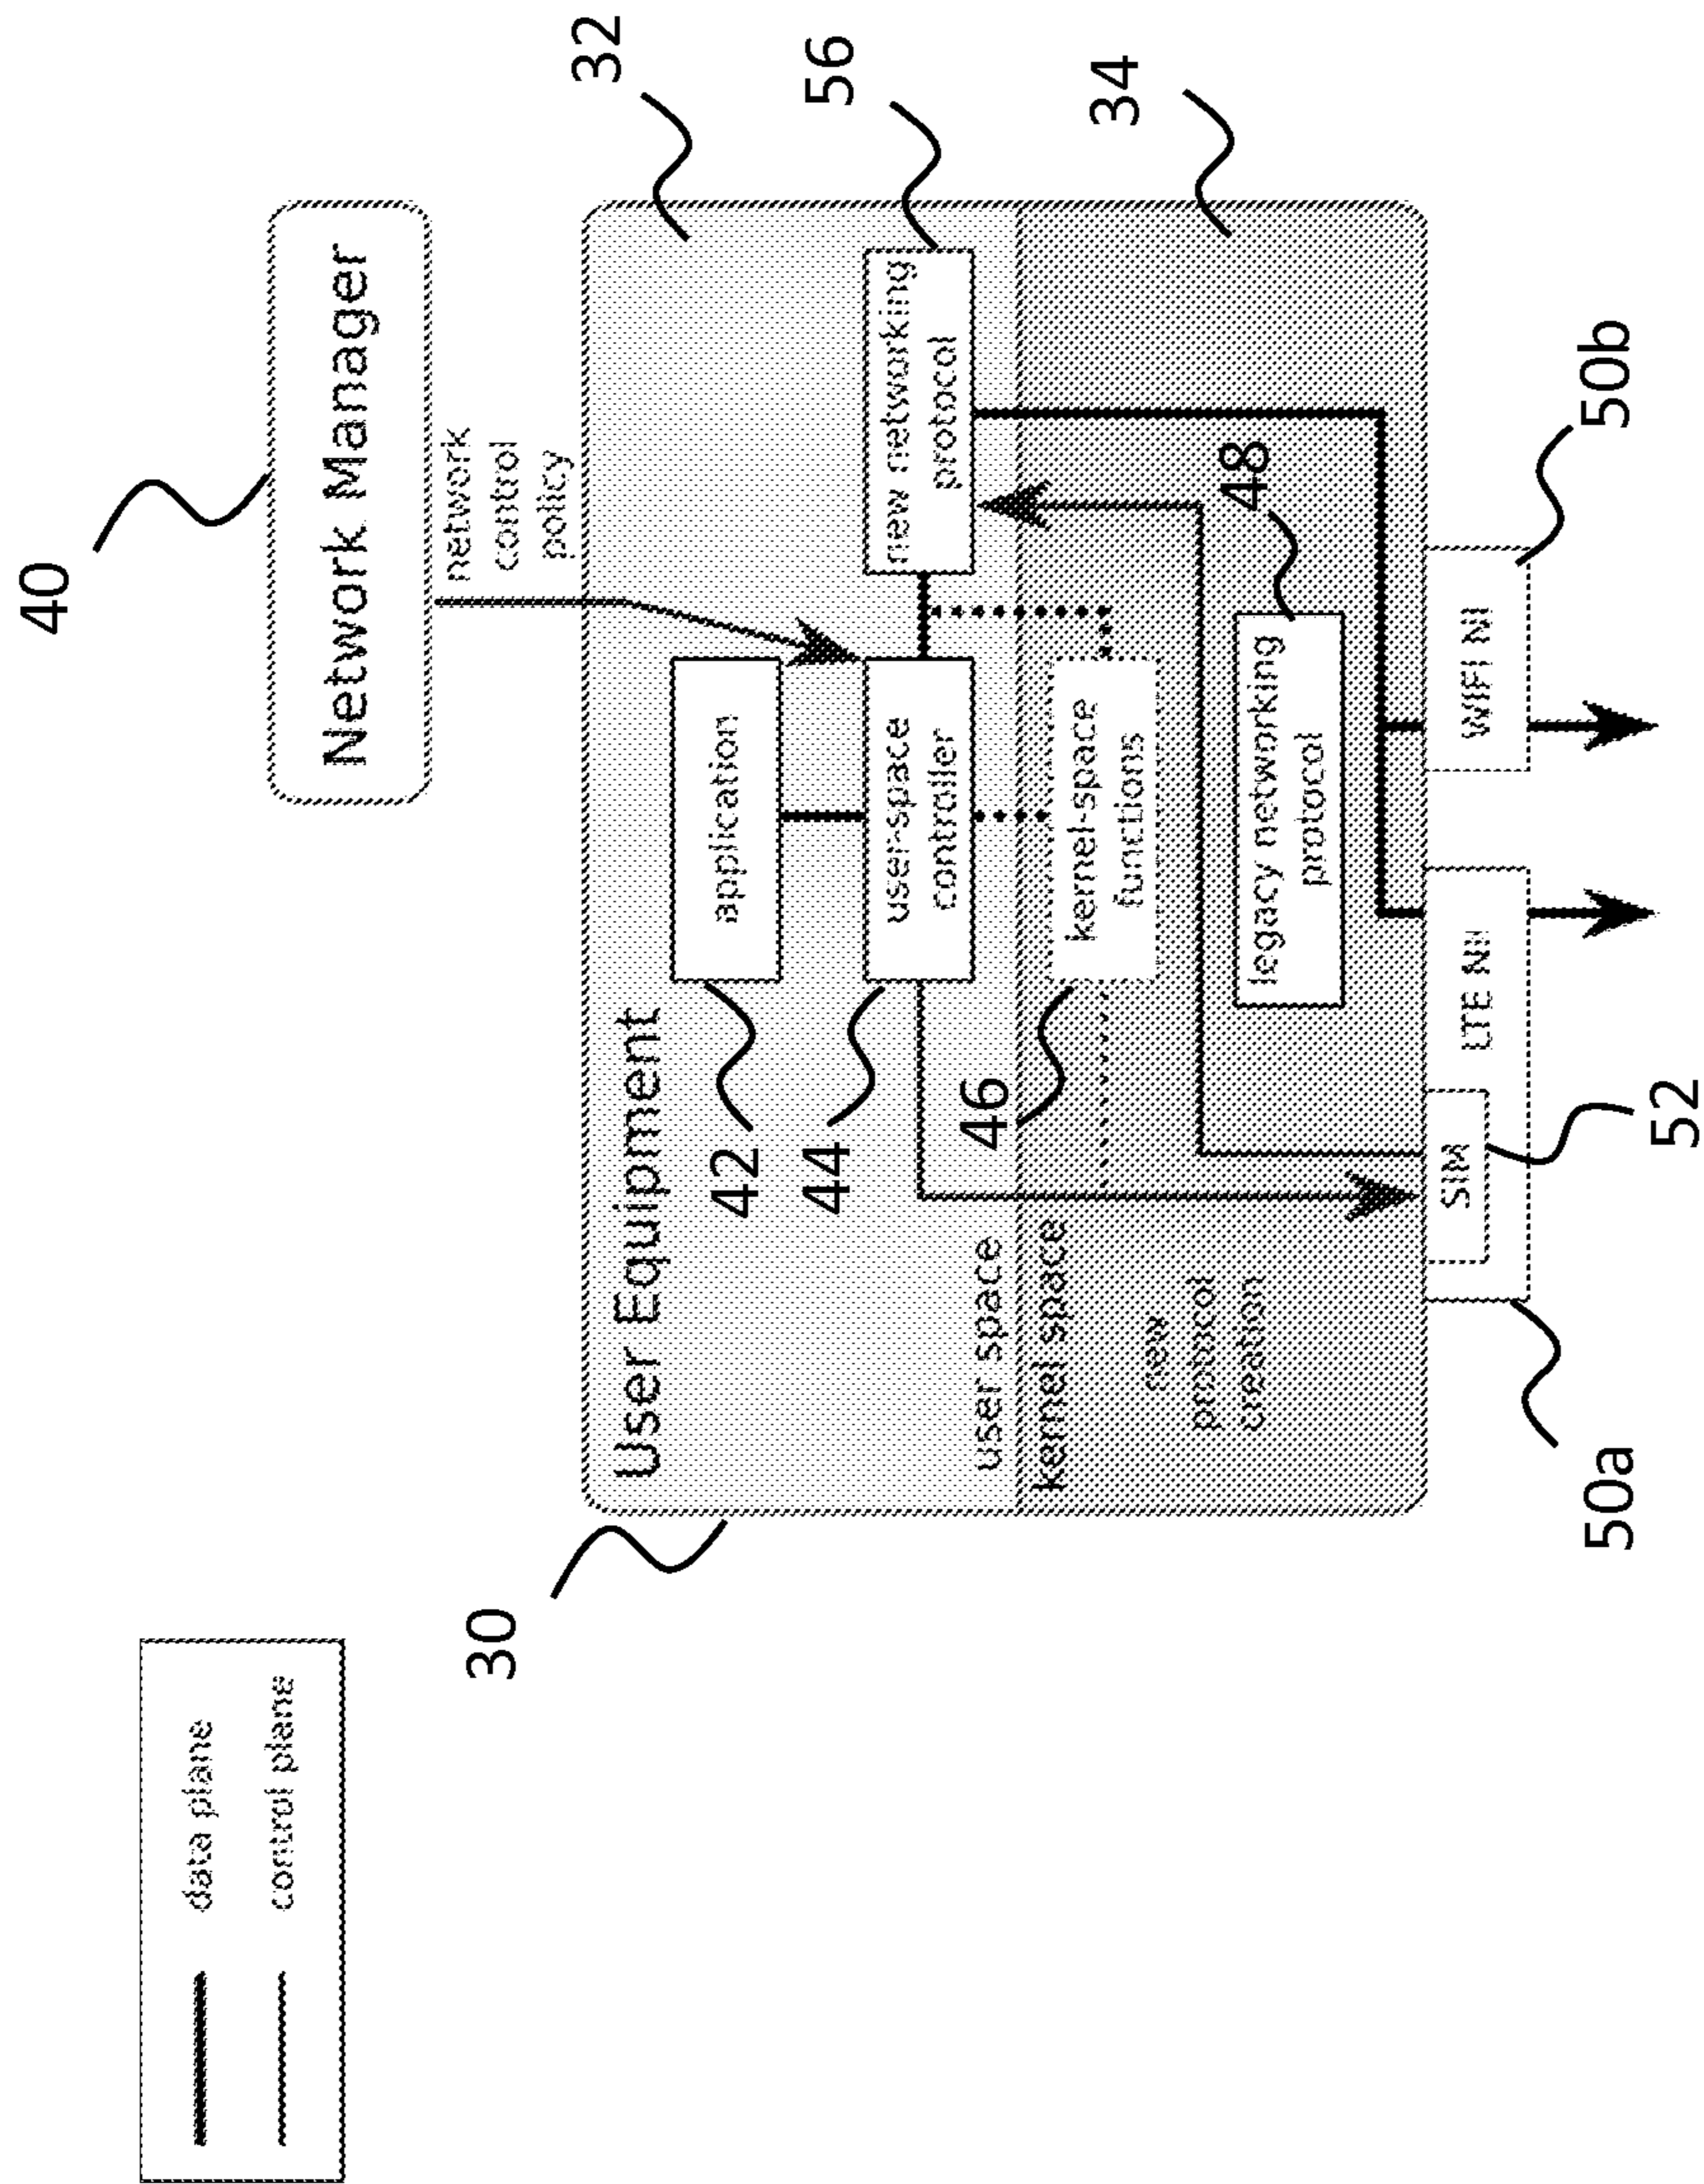 data plane
control plane
40
Network Manager
network
control
policy
30
User Equipment
32
application
42
user-space
controller
44
new networking
protocol
56
user space
kernel space
kernel-space
functions
46
34
new
protocol
creation
legacy networking
protocol
48
SIM
LTE NI
WIFI NI
50a
52
50b